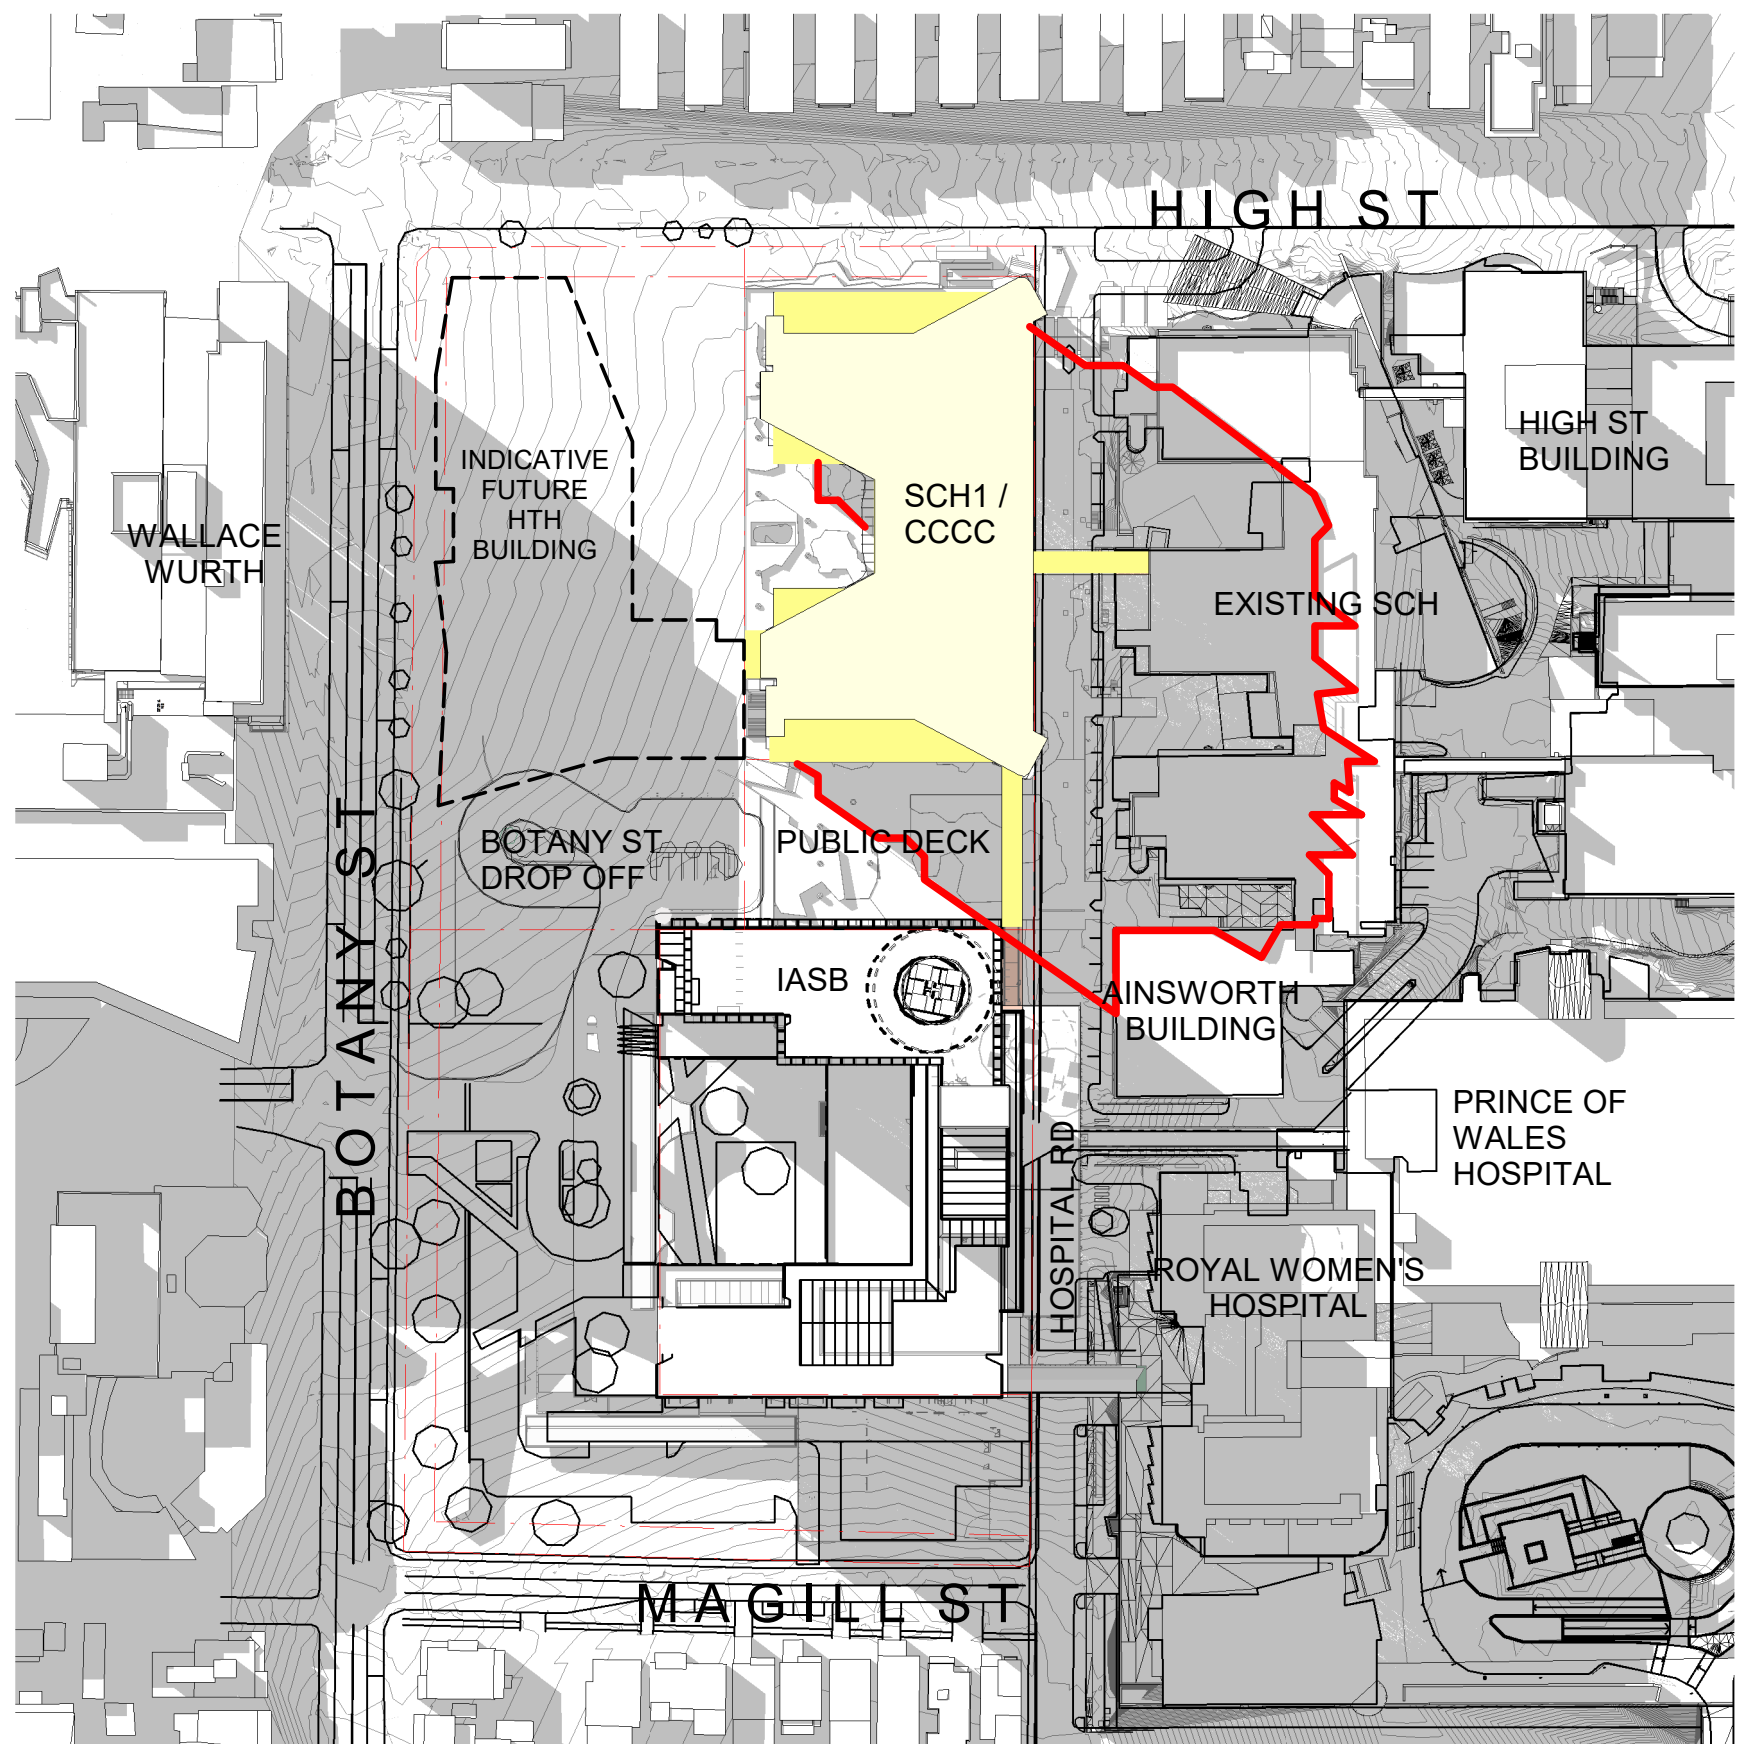 HIGH ST
HIGH ST
BUILDING
INDICATIVE
FUTURE
HTH
BUILDING
SCH1 /
CCCC
WALLACE
WURTH
EXISTING SCH
BOTANY ST
DROP OFF
PUBLIC DECK
BOTANY ST
IASB
AINSWORTH
BUILDING
PRINCE OF
WALES
HOSPITAL
HOSPITAL RD
ROYAL WOMEN'S
HOSPITAL
MAGILL ST